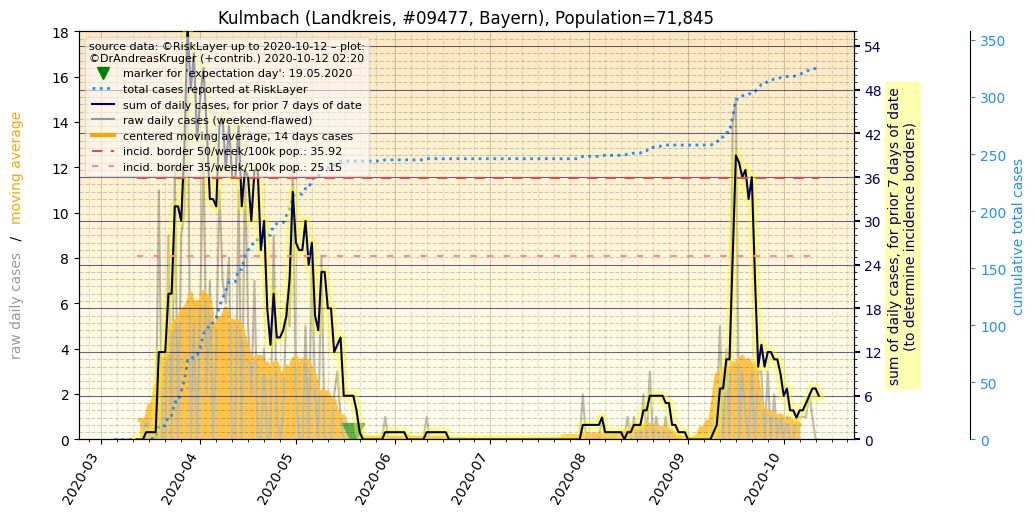 Kulmbach (Landkreis, #09477, Bayern), Population=71,845
source data: ©RiskLayer up to 2020-10-12 – plot:
©DrAndreasKruger (+contrib.) 2020-10-12 02:20
marker for 'expectation day': 19.05.2020
total cases reported at RiskLayer
sum of daily cases, for prior 7 days of date
raw daily cases (weekend-flawed)
centered moving average, 14 days cases
incid. border 50/week/100k pop.: 35.92
incid. border 35/week/100k pop.: 25.15
raw daily cases / moving average
18
16
14
12
10
8
6
4
2
0
54
48
42
36
30
24
18
12
6
0
sum of daily cases, for prior 7 days of date
(to determine incidence borders)
350
300
250
200
150
100
50
0
cumulative total cases
2020-03
2020-04
2020-05
2020-06
2020-07
2020-08
2020-09
2020-10